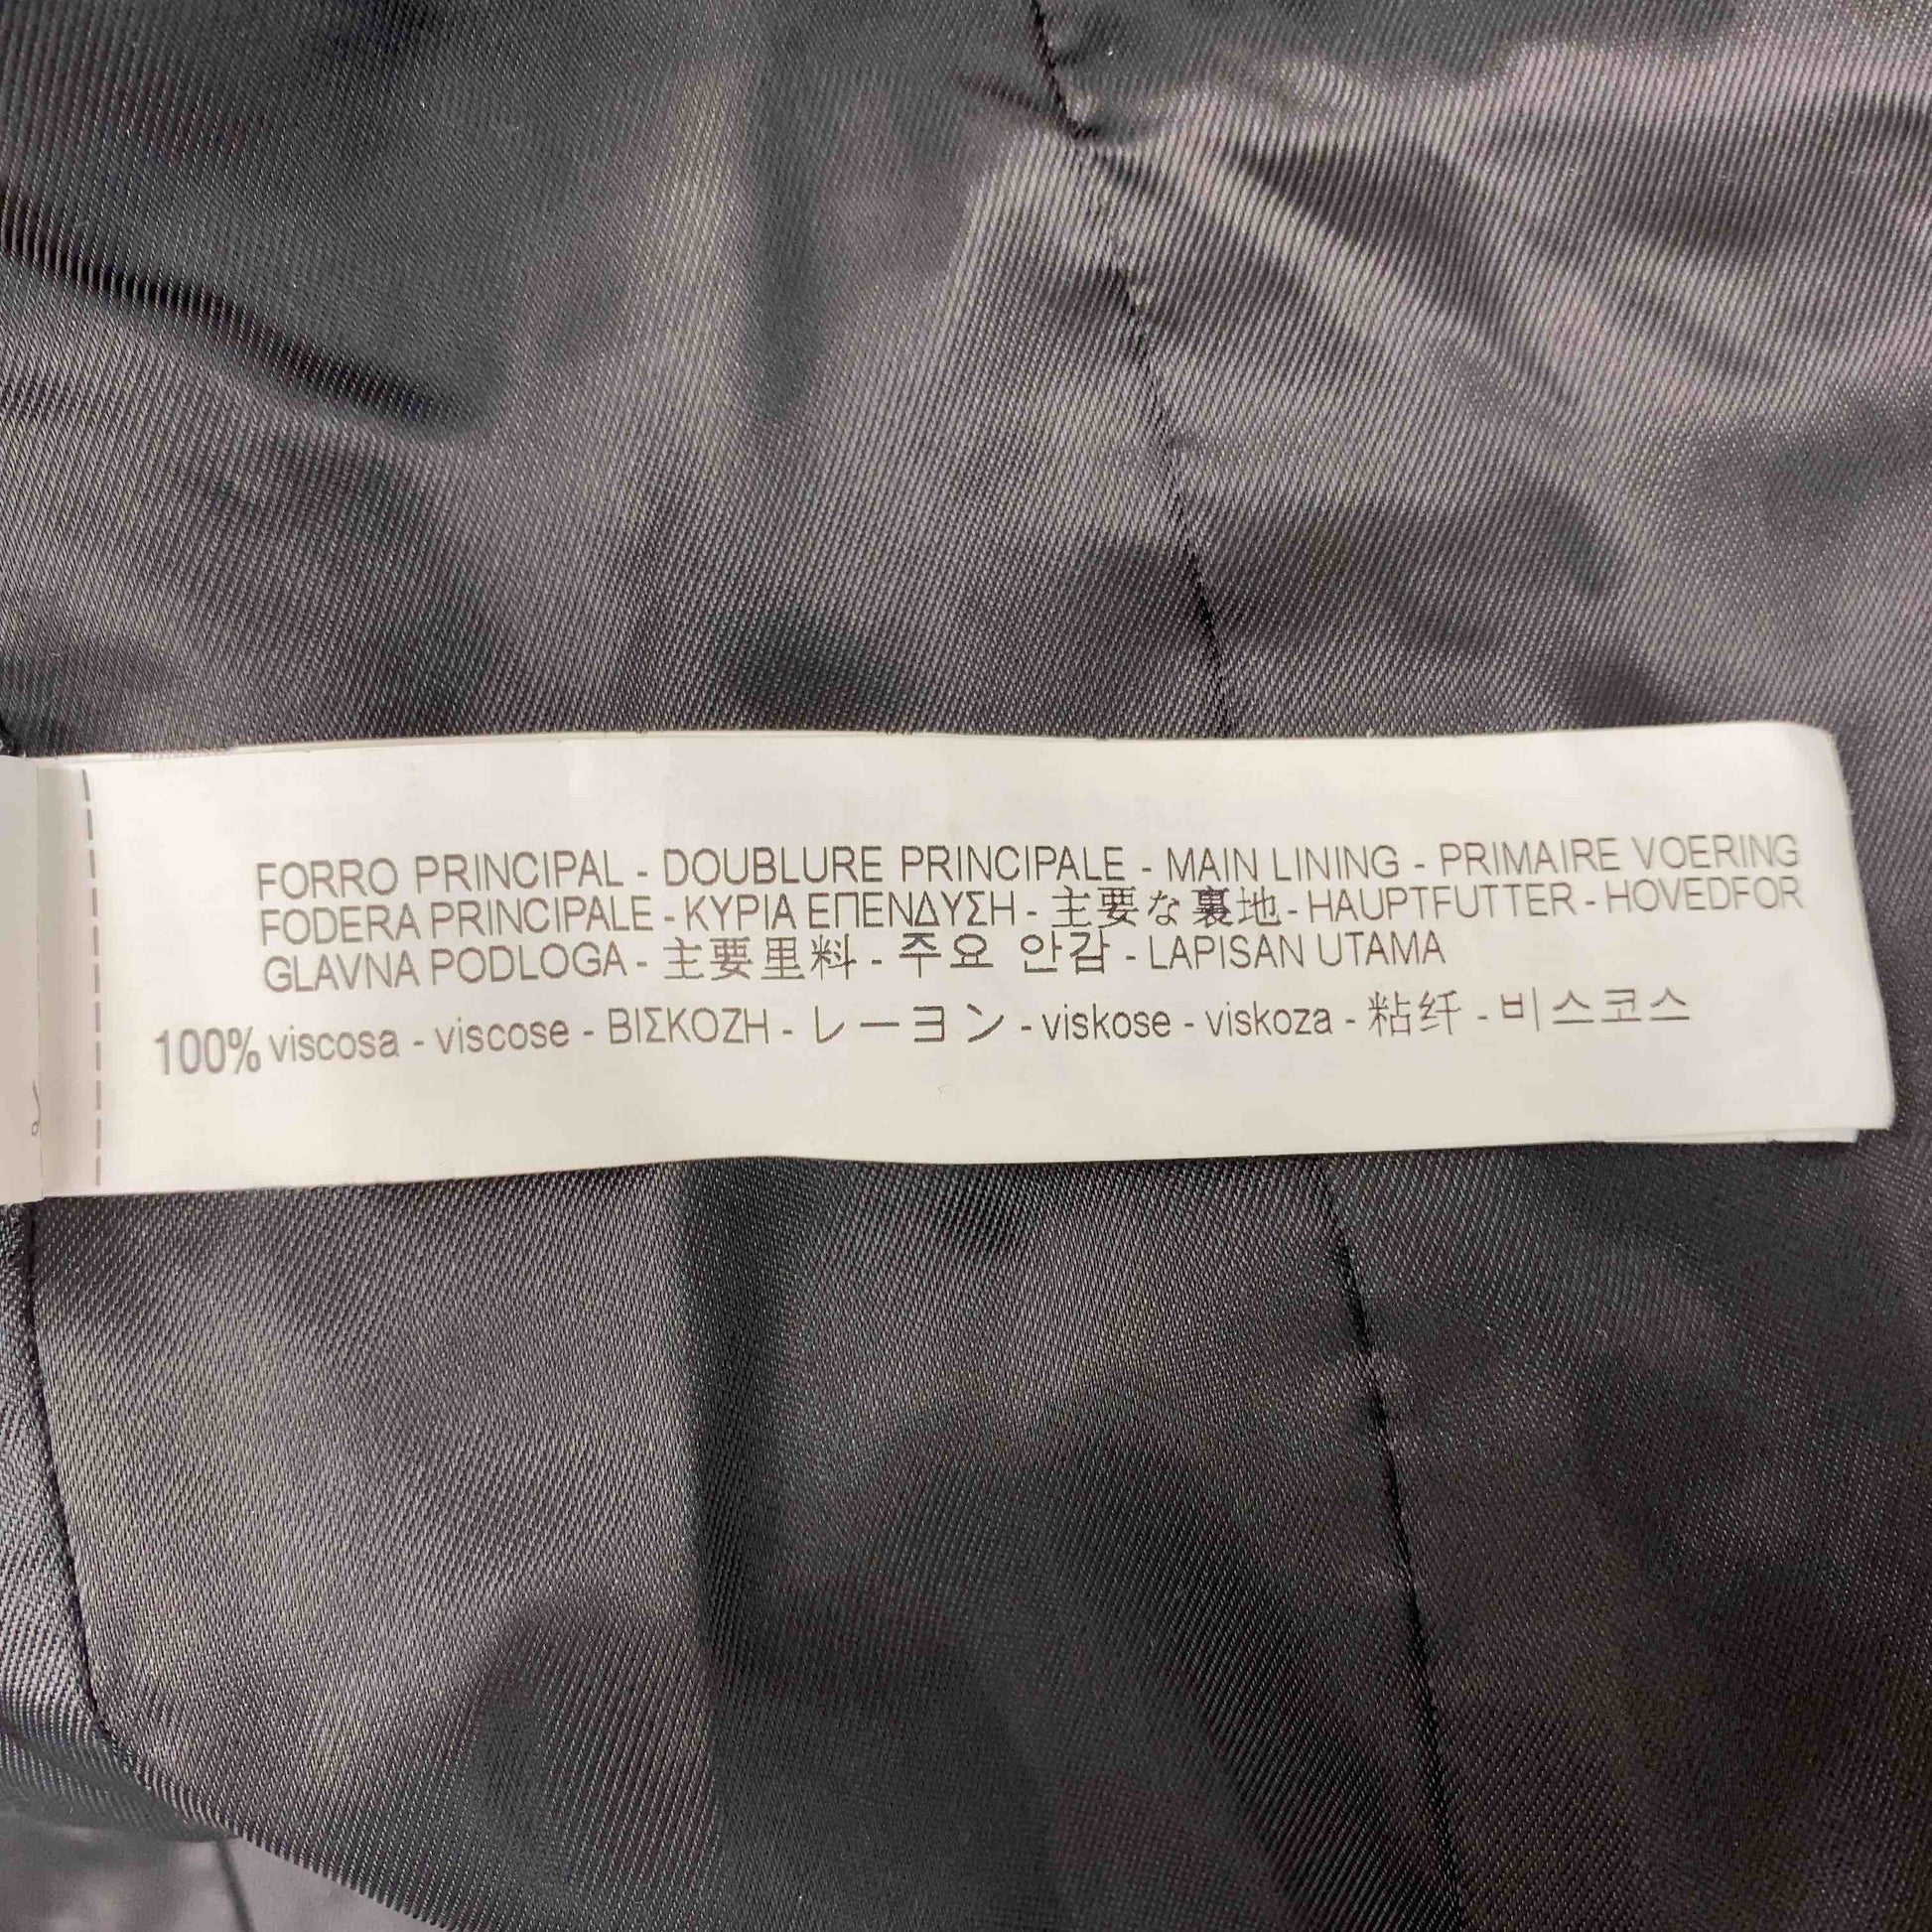 FORRO PRINCIPAL - DOUBLURE PRINCIPALE - MAIN LINING - PRIMAIRE VOERING
FODERA PRINCIPALE - ΚΥΡΙΑ ΕΠΕΝΔΥΣΗ - 主要な裏地 - HAUPTFUTTER - HOVEDFOR
GLAVNA PODLOGA - 主要里料 - 주요 안감 - LAPISAN UTAMA
100% viscosa - viscose - ΒΙΣΚΟΖΗ - レーヨン - viskose - viskoza - 粘纤 - 비스코스